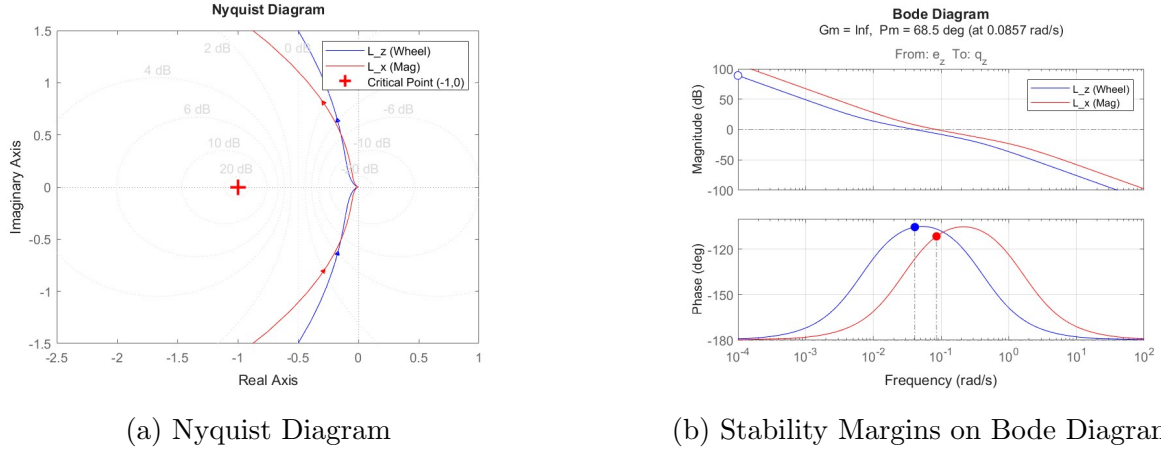 Nyquist Diagram
1.5
1
0.5
0
-0.5
-1
-1.5
Imaginary Axis
-2.5
-2
-1.5
-1
-0.5
0
0.5
1
Real Axis
2 dB
0 dB
4 dB
6 dB
-6 dB
10 dB
-10 dB
20 dB
L_z (Wheel)
L_x (Mag)
Critical Point (-1,0)
(a) Nyquist Diagram
Bode Diagram
Gm = Inf, Pm = 68.5 deg (at 0.0857 rad/s)
From: e_z To: q_z
100
50
0
-50
-100
Magnitude (dB)
L_z (Wheel)
L_x (Mag)
-120
-150
-180
Phase (deg)
10^-4
10^-3
10^-2
10^-1
10^0
10^1
10^2
Frequency (rad/s)
(b) Stability Margins on Bode Diagram